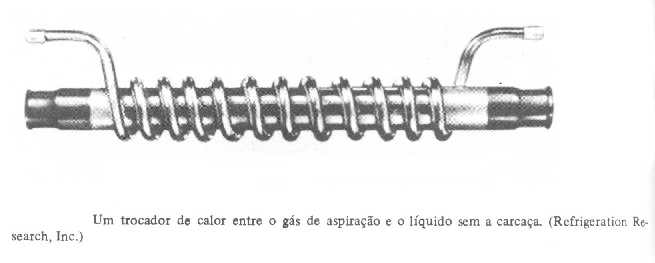 Um trocador de calor entre o gás de aspiração e o líquido sem a carcaça. (Refrigeration Re-
search, Inc.)